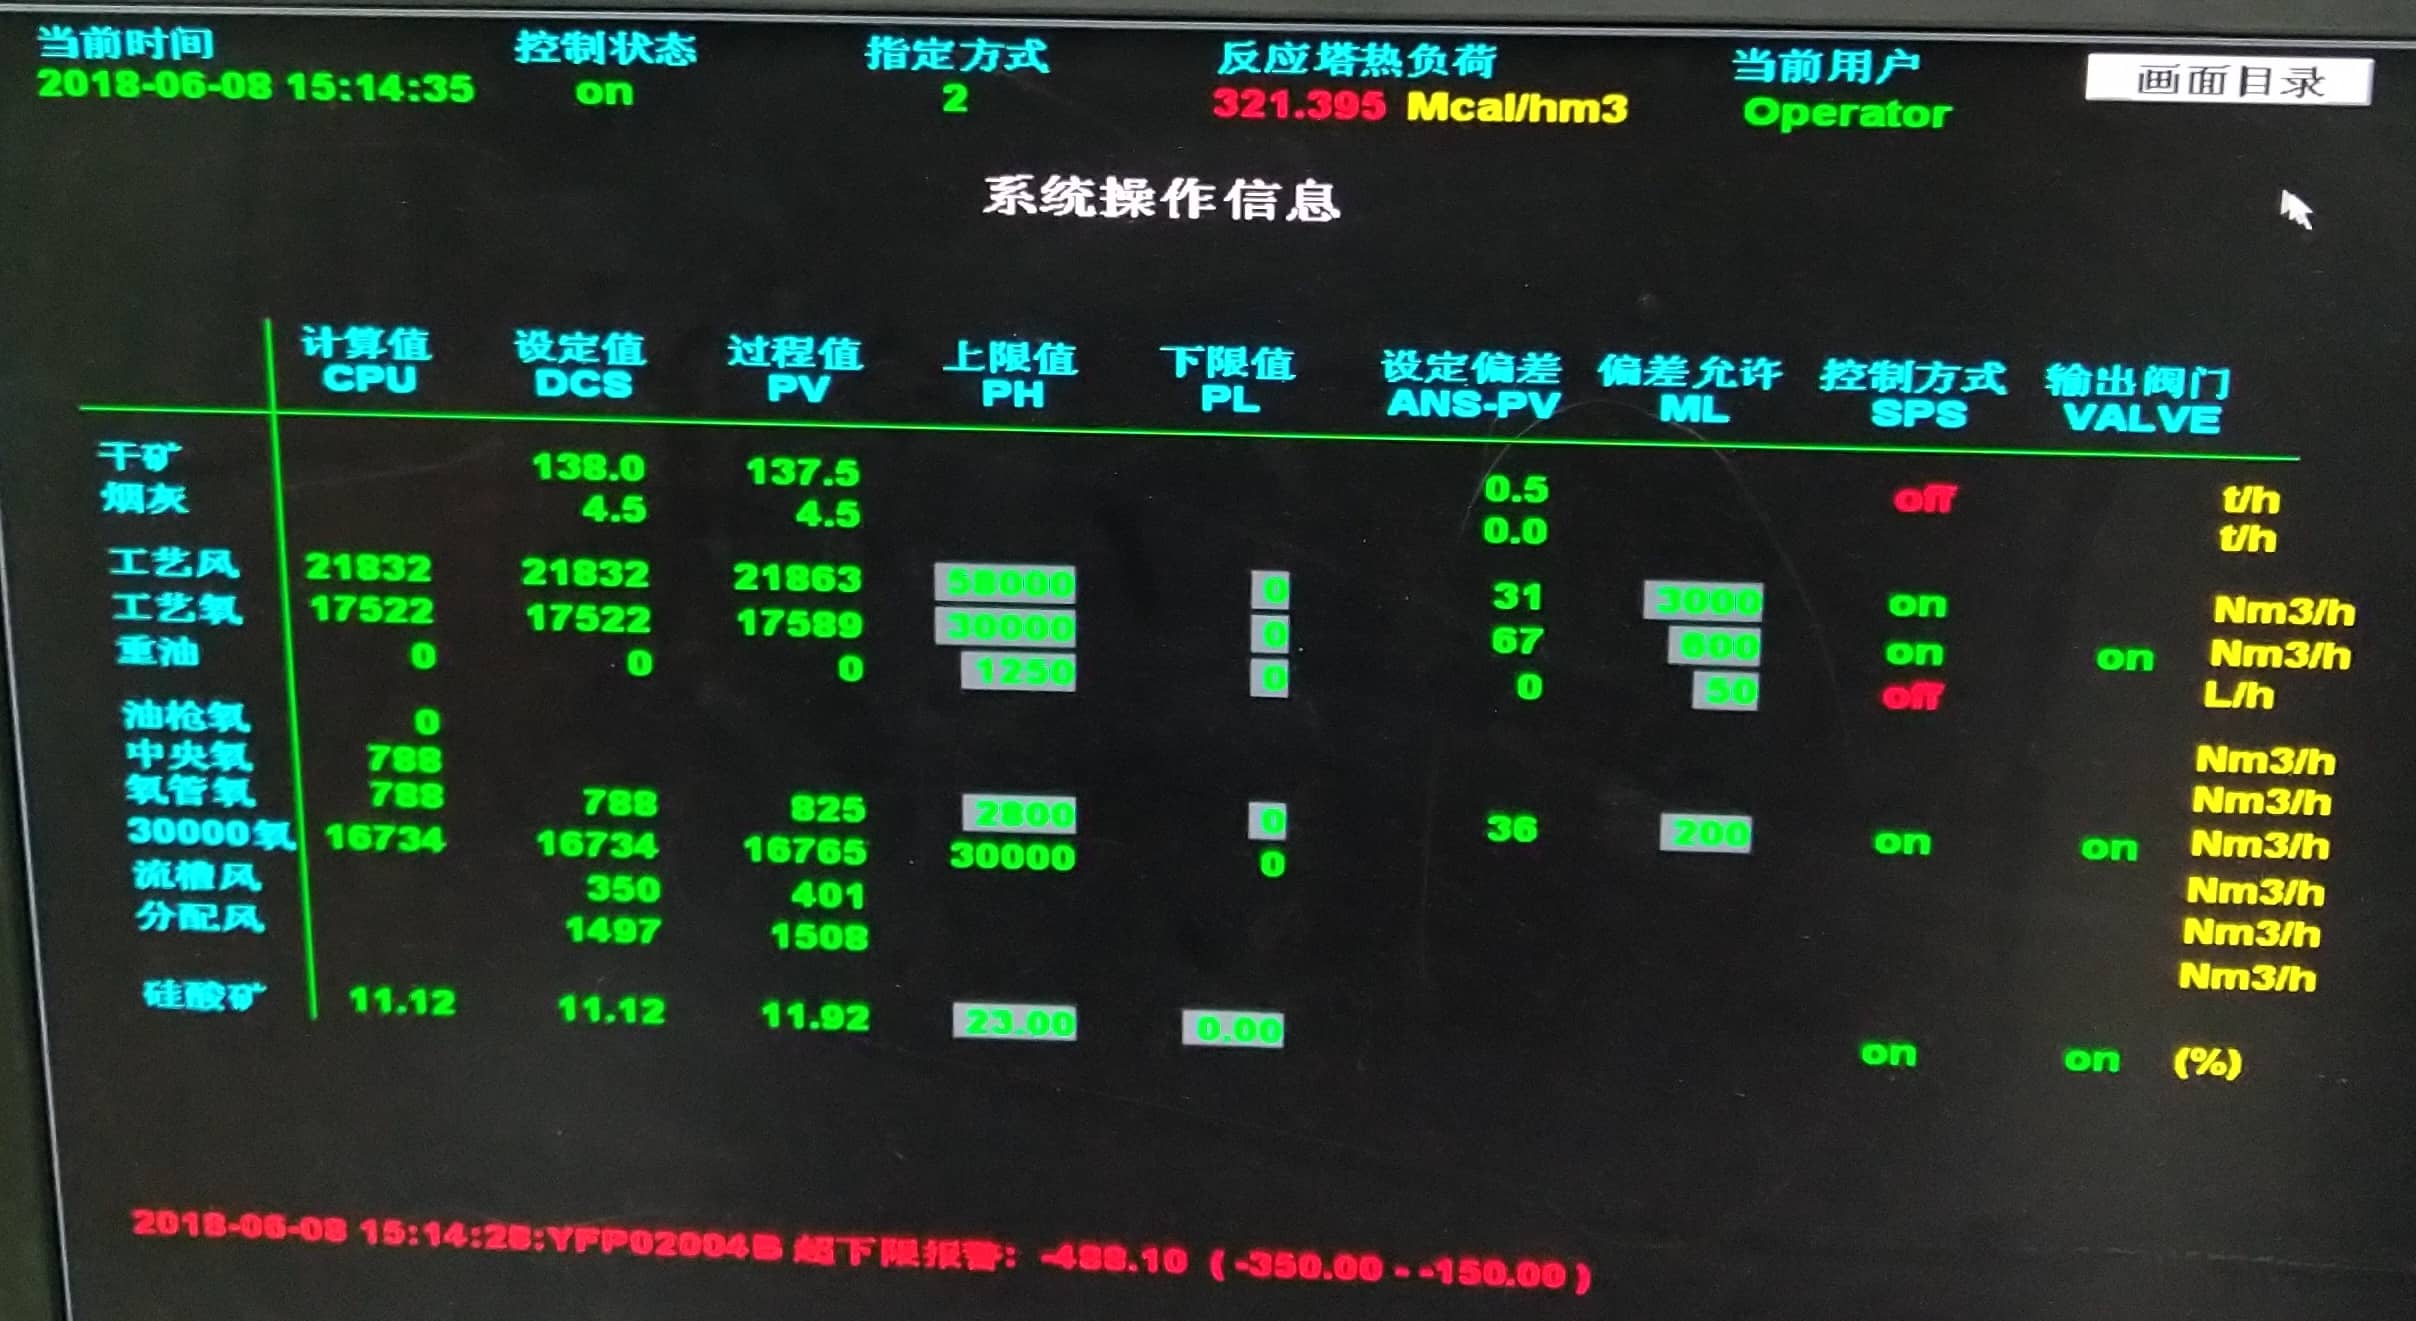 当前时间 控制状态 指定方式 反应塔热负荷 当前用户 画面目录
2018-06-08 15:14:35 on 2 321.395 Mcal/hm3 Operator
系统操作信息
计算值 设定值 过程值 上限值 下限值 设定偏差 偏差允许 控制方式 输出阀门
CPU DCS PV PH PL ANS-PV ML SPS VALVE
干矿 138.0 137.5 0.5 off t/h
烟灰 4.5 4.5 0.0 t/h
工艺风 21832 21832 21863 58000 0 31 3000 on Nm3/h
工艺氧 17522 17522 17589 30000 0 67 600 on on Nm3/h
重油 0 0 0 1250 0 0 50 off L/h
油枪氧 0 Nm3/h
中央氧 788 Nm3/h
氧管氧 788 788 825 2800 0 36 200 on on Nm3/h
30000氧 16734 16734 16765 30000 0 Nm3/h
流槽风 350 401 Nm3/h
分配风 1497 1508 Nm3/h
硅酸矿 11.12 11.12 11.92 23.00 0.00 on on (%)
2018-06-08 15:14:28:YFP02004B 超下限报警: -488.10 ( -350.00 - -150.00 )